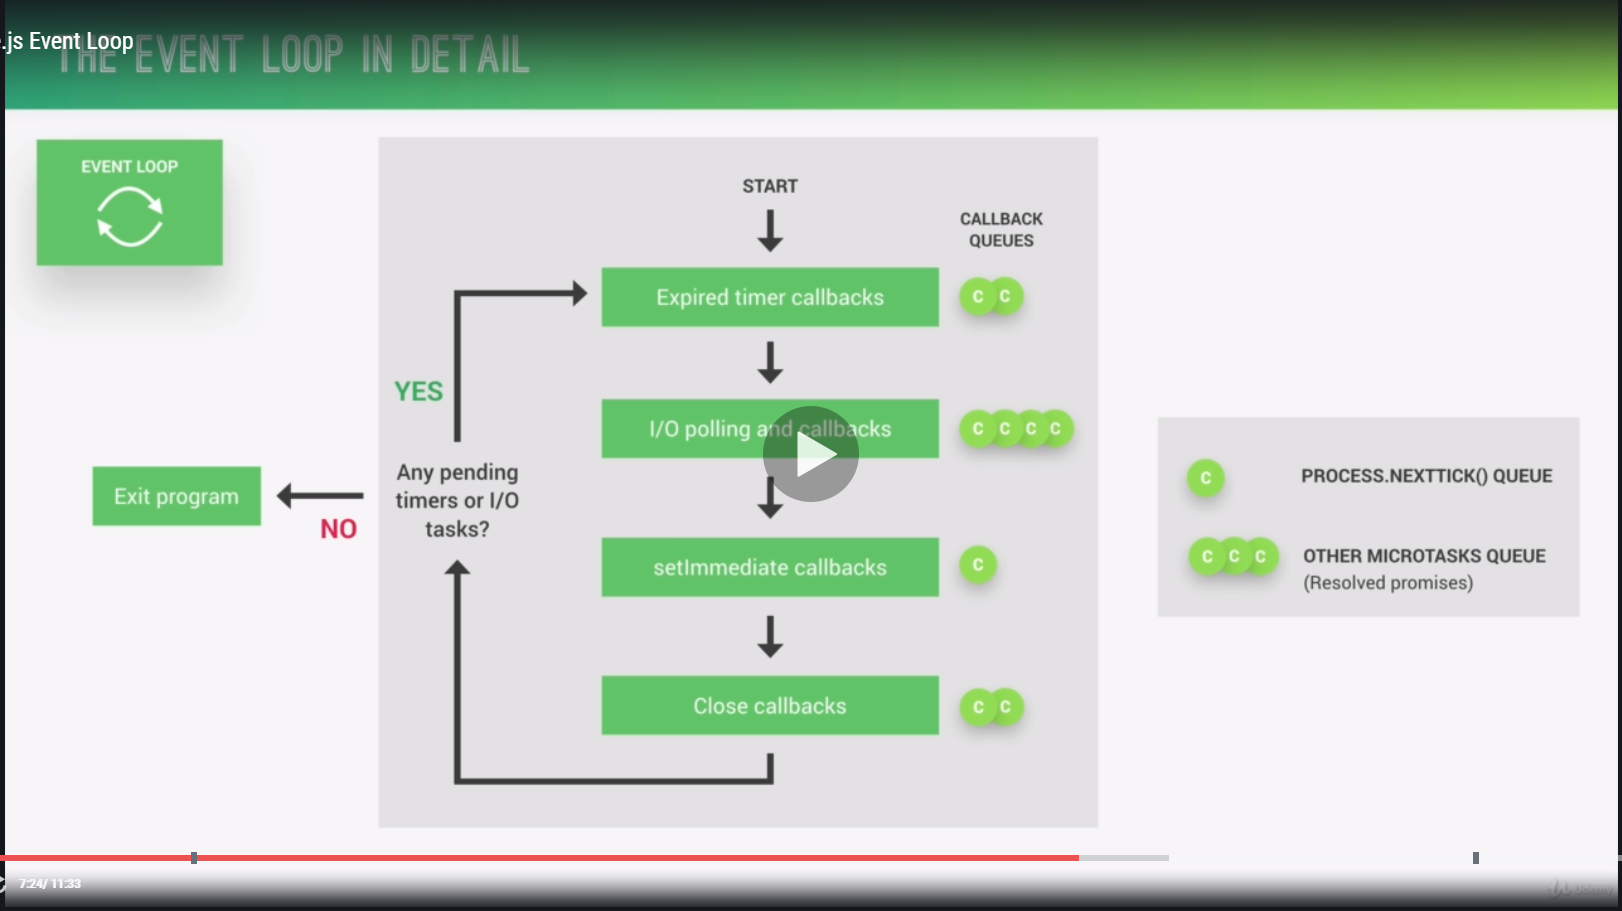 .js Event Loop
THE EVENT LOOP IN DETAIL
EVENT LOOP
START
CALLBACK
QUEUES
Expired timer callbacks
C C
YES
I/O polling and callbacks
C C C C
Any pending
timers or I/O
tasks?
Exit program
NO
setImmediate callbacks
C
Close callbacks
C C
C
PROCESS.NEXTTICK() QUEUE
C C C
OTHER MICROTASKS QUEUE
(Resolved promises)
7:24/ 11:33
Udemy